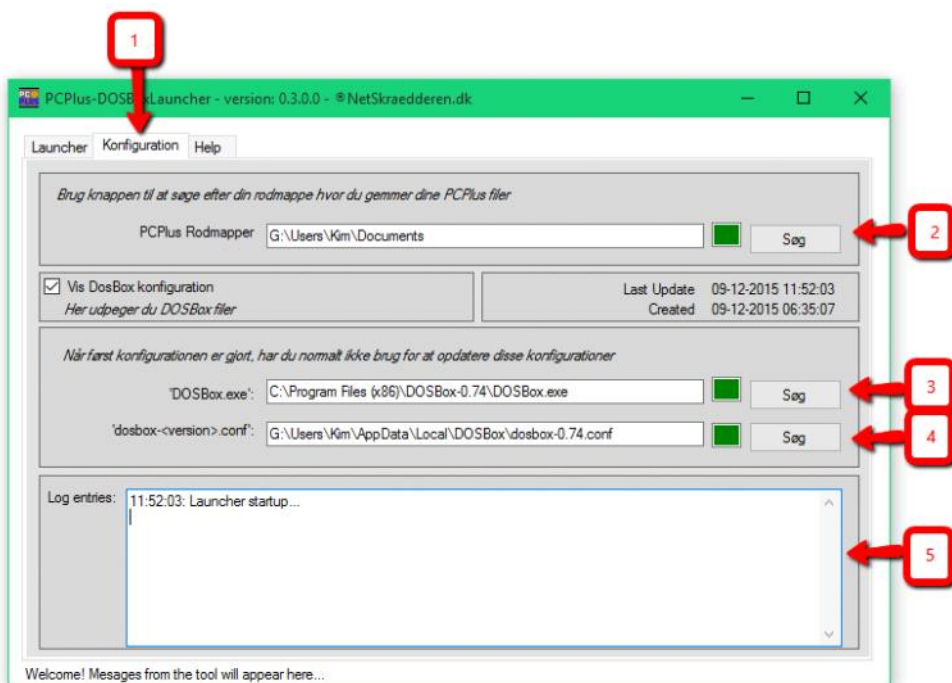 1
PCPlus-DOSBoxLauncher - version: 0.3.0.0 - ®NetSkraedderen.dk
Launcher Konfiguration Help
Brug knappen til at søge efter din rodmappe hvor du gemmer dine PCPlus filer
PCPlus Rodmapper G:\Users\Kim\Documents Søg
2
Vis DosBox konfiguration
Her udpeger du DOSBox filer
Last Update 09-12-2015 11:52:03
Created 09-12-2015 06:35:07
Når først konfigurationen er gjort, har du normalt ikke brug for at opdatere disse konfigurationer
'DOSBox.exe': C:\Program Files (x86)\DOSBox-0.74\DOSBox.exe Søg
3
'dosbox-<version>.conf': G:\Users\Kim\AppData\Local\DOSBox\dosbox-0.74.conf Søg
4
Log entries: 11:52:03: Launcher startup...
5
Welcome! Mesages from the tool will appear here...